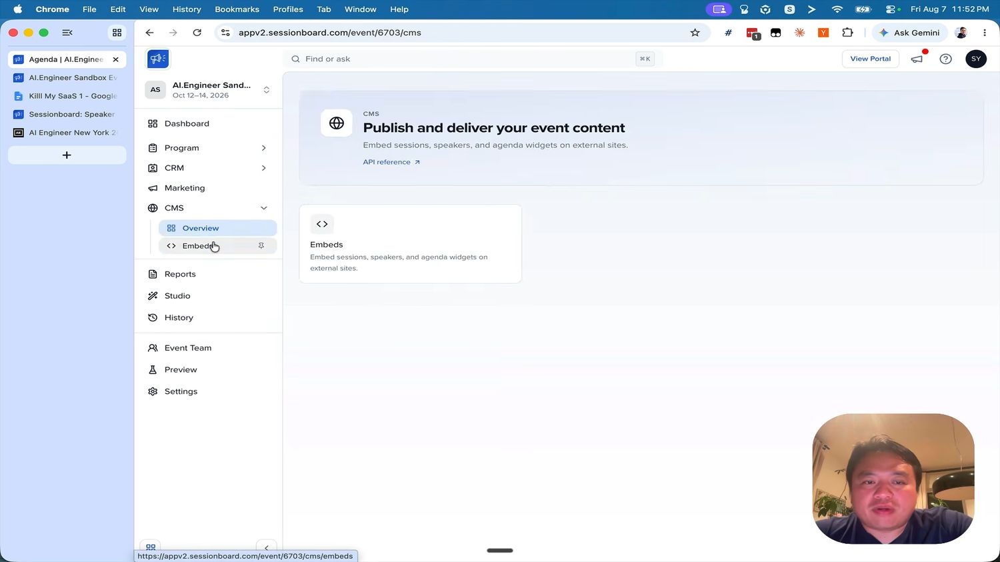 Chrome File Edit View History Bookmarks Profiles Tab Window Help
S
Fri Aug 7 11:52 PM
appv2.sessionboard.com/event/6703/cms
#
1
Y
Ask Gemini
Agenda | AI.Enginee
AI.Engineer Sandbox Ev
Killl My SaaS 1 - Google
Sessionboard: Speaker
AI Engineer New York 2
+
Find or ask
⌘K
View Portal
SY
AS
AI.Engineer Sand...
Oct 12–14, 2026
Dashboard
Program
CRM
Marketing
CMS
Overview
Embeds
Reports
Studio
History
Event Team
Preview
Settings
CMS
Publish and deliver your event content
Embed sessions, speakers, and agenda widgets on external sites.
API reference
Embeds
Embed sessions, speakers, and agenda widgets on
external sites.
https://appv2.sessionboard.com/event/6703/cms/embeds